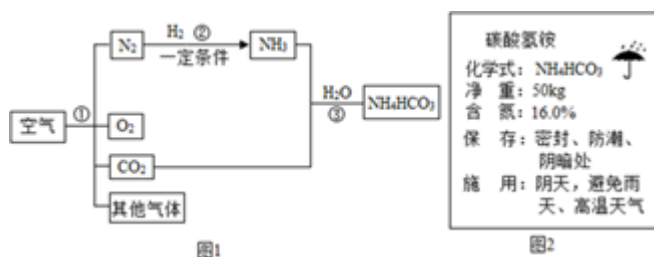 空气
①
N₂
H₂ ②
一定条件
NH₃
O₂
CO₂
其他气体
H₂O
③
NH₄HCO₃
图1
碳酸氢铵
化学式：NH₄HCO₃
净 重：50kg
含 氮：16.0%
保 存：密封、防潮、
阴暗处
施 用：阴天，避免雨
天、高温天气
图2